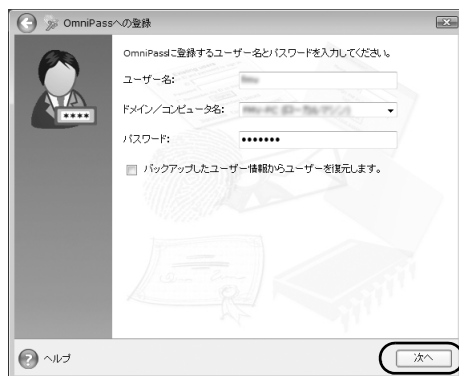 OmniPassへの登録
OmniPassに登録するユーザー名とパスワードを入力してください。
ユーザー名:
ドメイン/コンピュータ名:
パスワード:
バックアップしたユーザー情報からユーザーを復元します。
ヘルプ
次へ